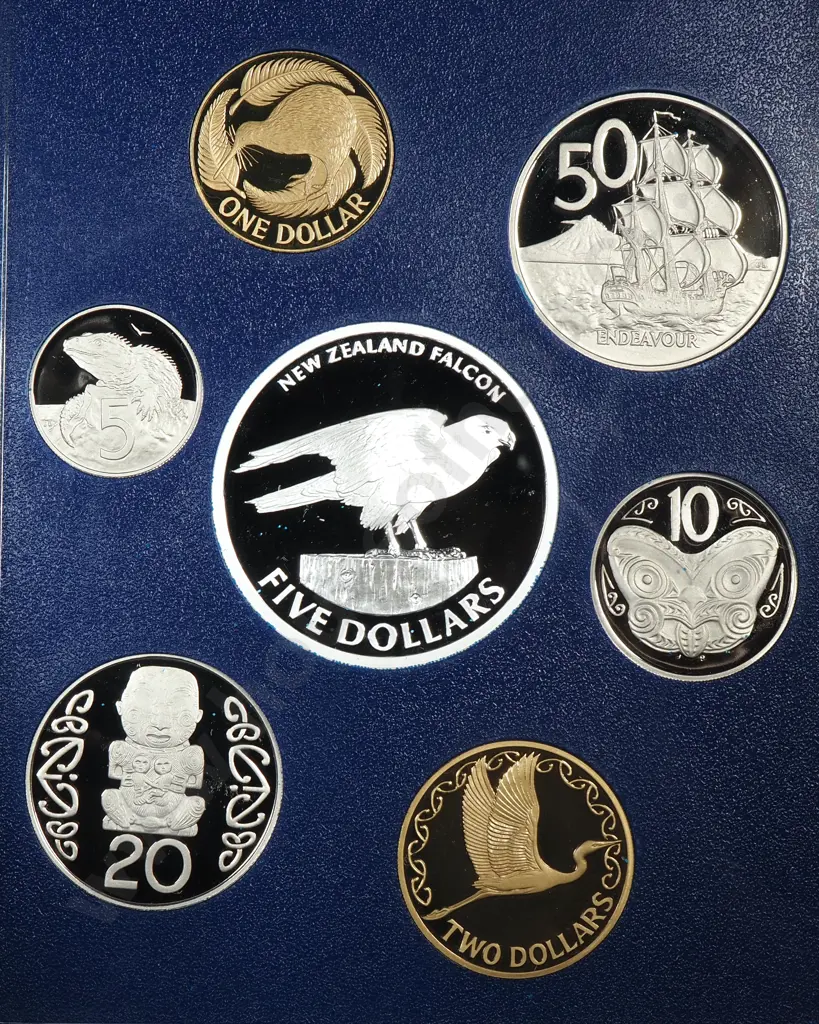 ONE DOLLAR
50
ENDEAVOUR
5
NEW ZEALAND FALCON
FIVE DOLLARS
10
20
TWO DOLLARS